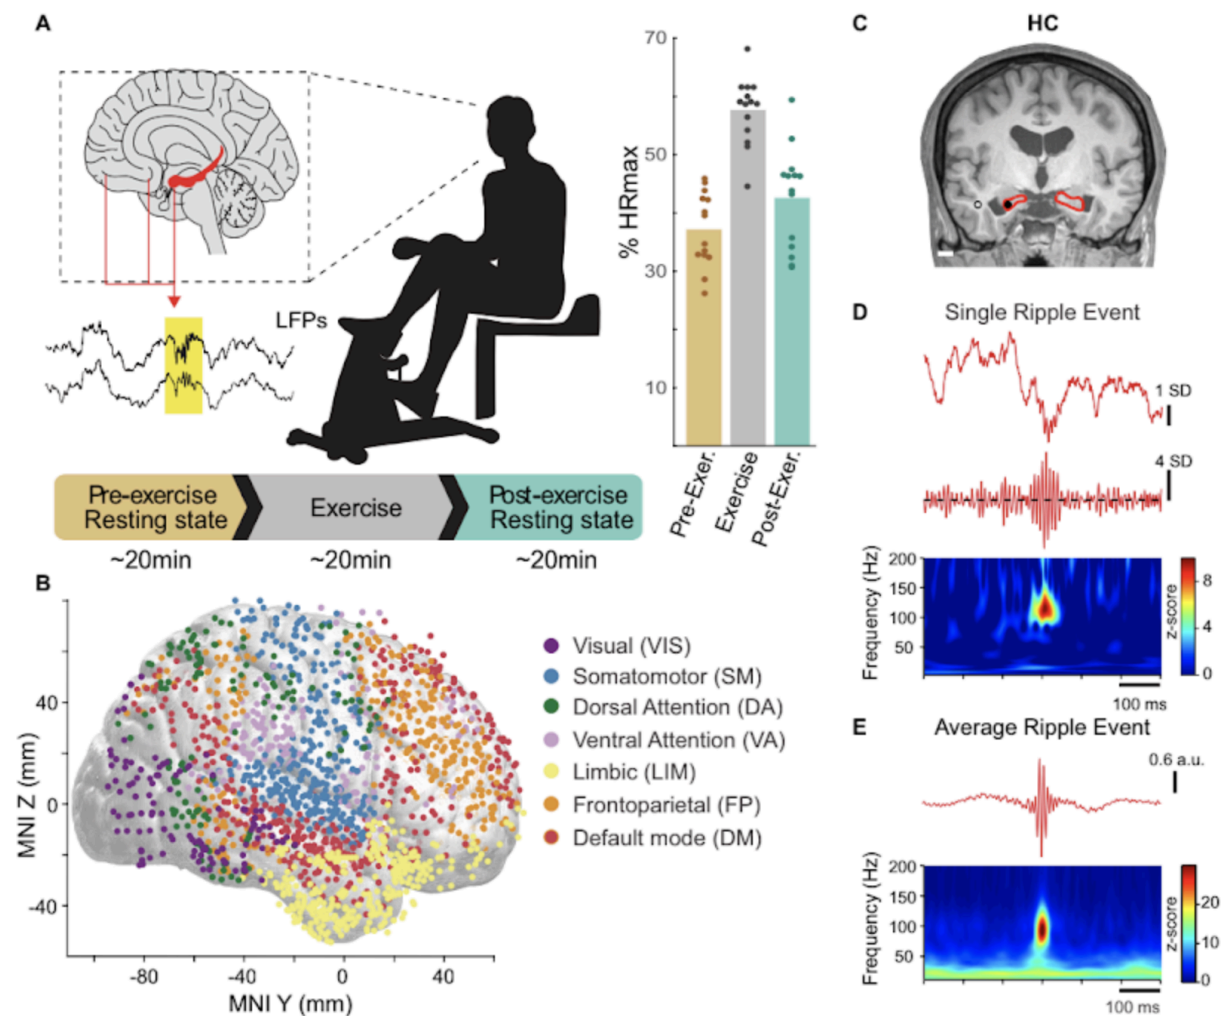 A
LFPs
Pre-exercise
Resting state
Exercise
Post-exercise
Resting state
~20min
~20min
~20min
% HRmax
70
50
30
10
Pre-Exer.
Exercise
Post-Exer.
B
MNI Z (mm)
40
0
-40
-80
-40
0
40
MNI Y (mm)
Visual (VIS)
Somatomotor (SM)
Dorsal Attention (DA)
Ventral Attention (VA)
Limbic (LIM)
Frontoparietal (FP)
Default mode (DM)
C
HC
D
Single Ripple Event
1 SD
4 SD
Frequency (Hz)
200
150
100
50
z-score
8
4
0
100 ms
E
Average Ripple Event
0.6 a.u.
Frequency (Hz)
200
150
100
50
z-score
20
10
0
100 ms